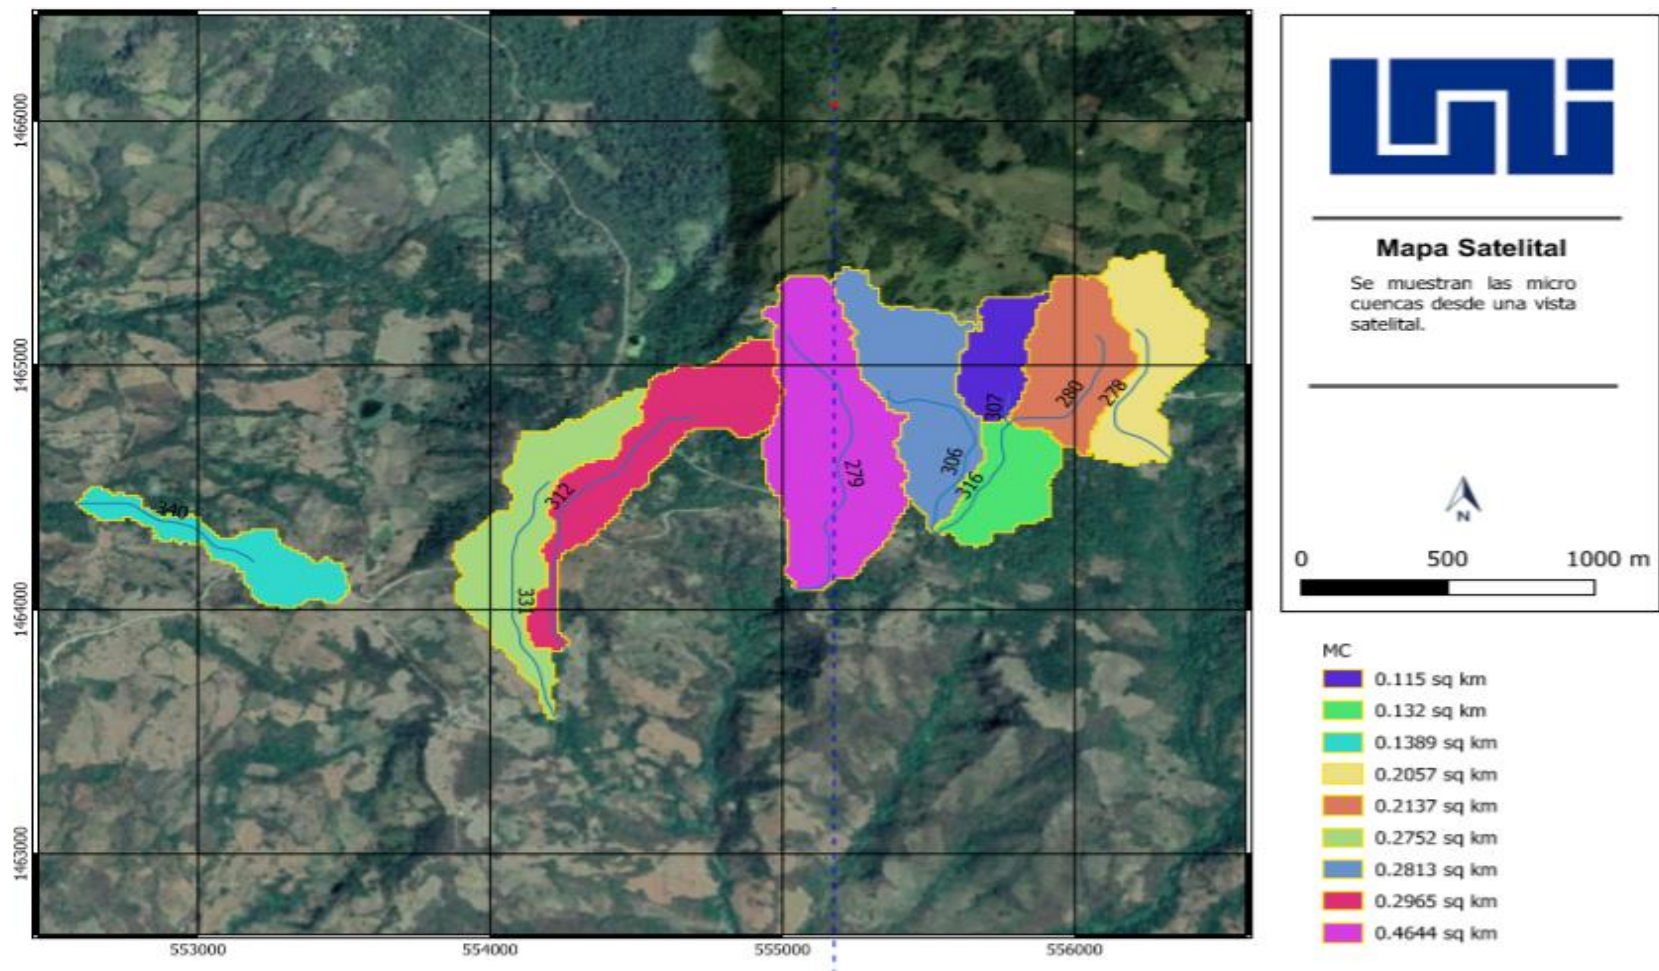 UNi
Mapa Satelital
Se muestran las micro
cuencas desde una vista
satelital.
N
0 500 1000 m
MC
0.115 sq km
0.132 sq km
0.1389 sq km
0.2057 sq km
0.2137 sq km
0.2752 sq km
0.2813 sq km
0.2965 sq km
0.4644 sq km
1466000
1465000
1464000
1463000
553000 554000 555000 556000
340
331
312
279
306
316
307
280
278